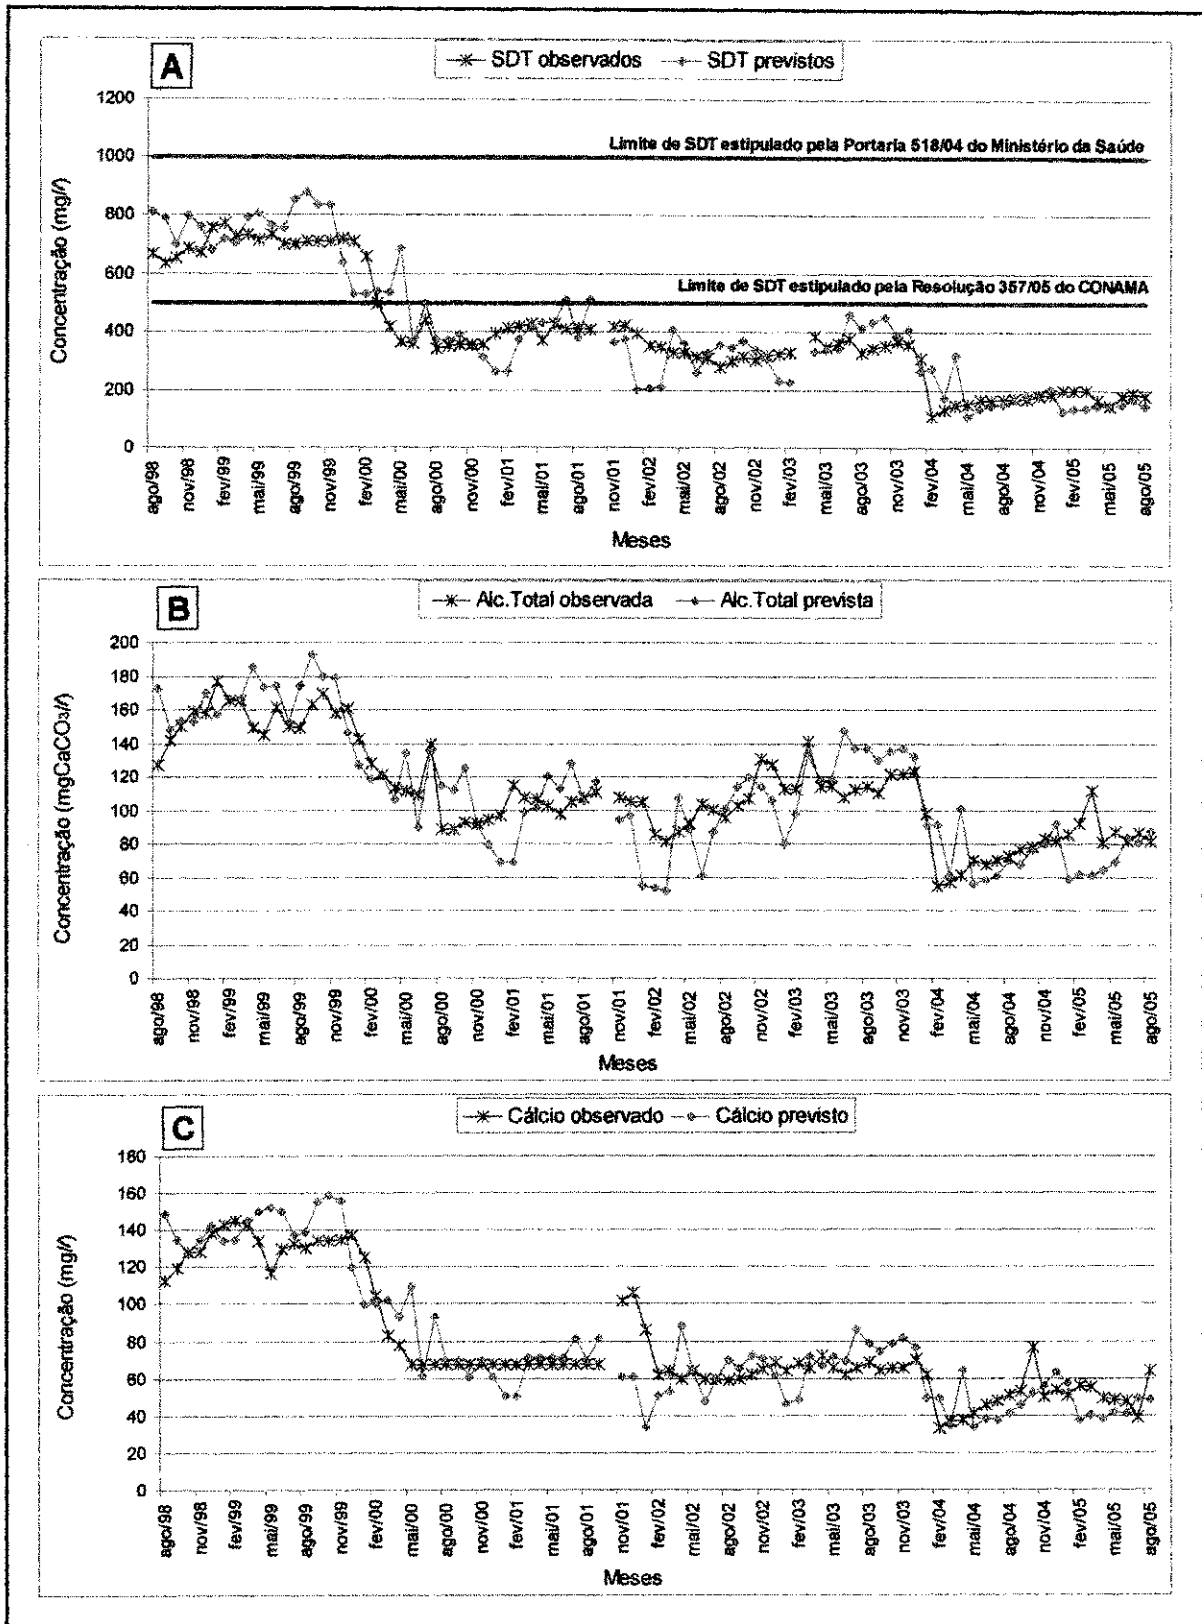 A
SDT observados SDT previstos
Concentração (mg/l)
1200
1000
800
600
400
200
0
Limite de SDT estipulado pela Portaria 518/04 do Ministério da Saúde
Limite de SDT estipulado pela Resolução 357/05 do CONAMA
ago/98 nov/98 fev/99 mai/99 ago/99 nov/99 fev/00 mai/00 ago/00 nov/00 fev/01 mai/01 ago/01 nov/01 fev/02 mai/02 ago/02 nov/02 fev/03 mai/03 ago/03 nov/03 fev/04 mai/04 ago/04 nov/04 fev/05 mai/05 ago/05
Meses
B
Alc.Total observada Alc.Total prevista
Concentração (mgCaCO3/l)
200
180
160
140
120
100
80
60
40
20
0
ago/98 nov/98 fev/99 mai/99 ago/99 nov/99 fev/00 mai/00 ago/00 nov/00 fev/01 mai/01 ago/01 nov/01 fev/02 mai/02 ago/02 nov/02 fev/03 mai/03 ago/03 nov/03 fev/04 mai/04 ago/04 nov/04 fev/05 mai/05 ago/05
Meses
C
Cálcio observado Cálcio previsto
Concentração (mg/l)
160
160
140
120
100
80
60
40
20
0
ago/98 nov/98 fev/99 mai/99 ago/99 nov/99 fev/00 mai/00 ago/00 nov/00 fev/01 mai/01 ago/01 nov/01 fev/02 mai/02 ago/02 nov/02 fev/03 mai/03 ago/03 nov/03 fev/04 mai/04 ago/04 nov/04 fev/05 mai/05 ago/05
Meses